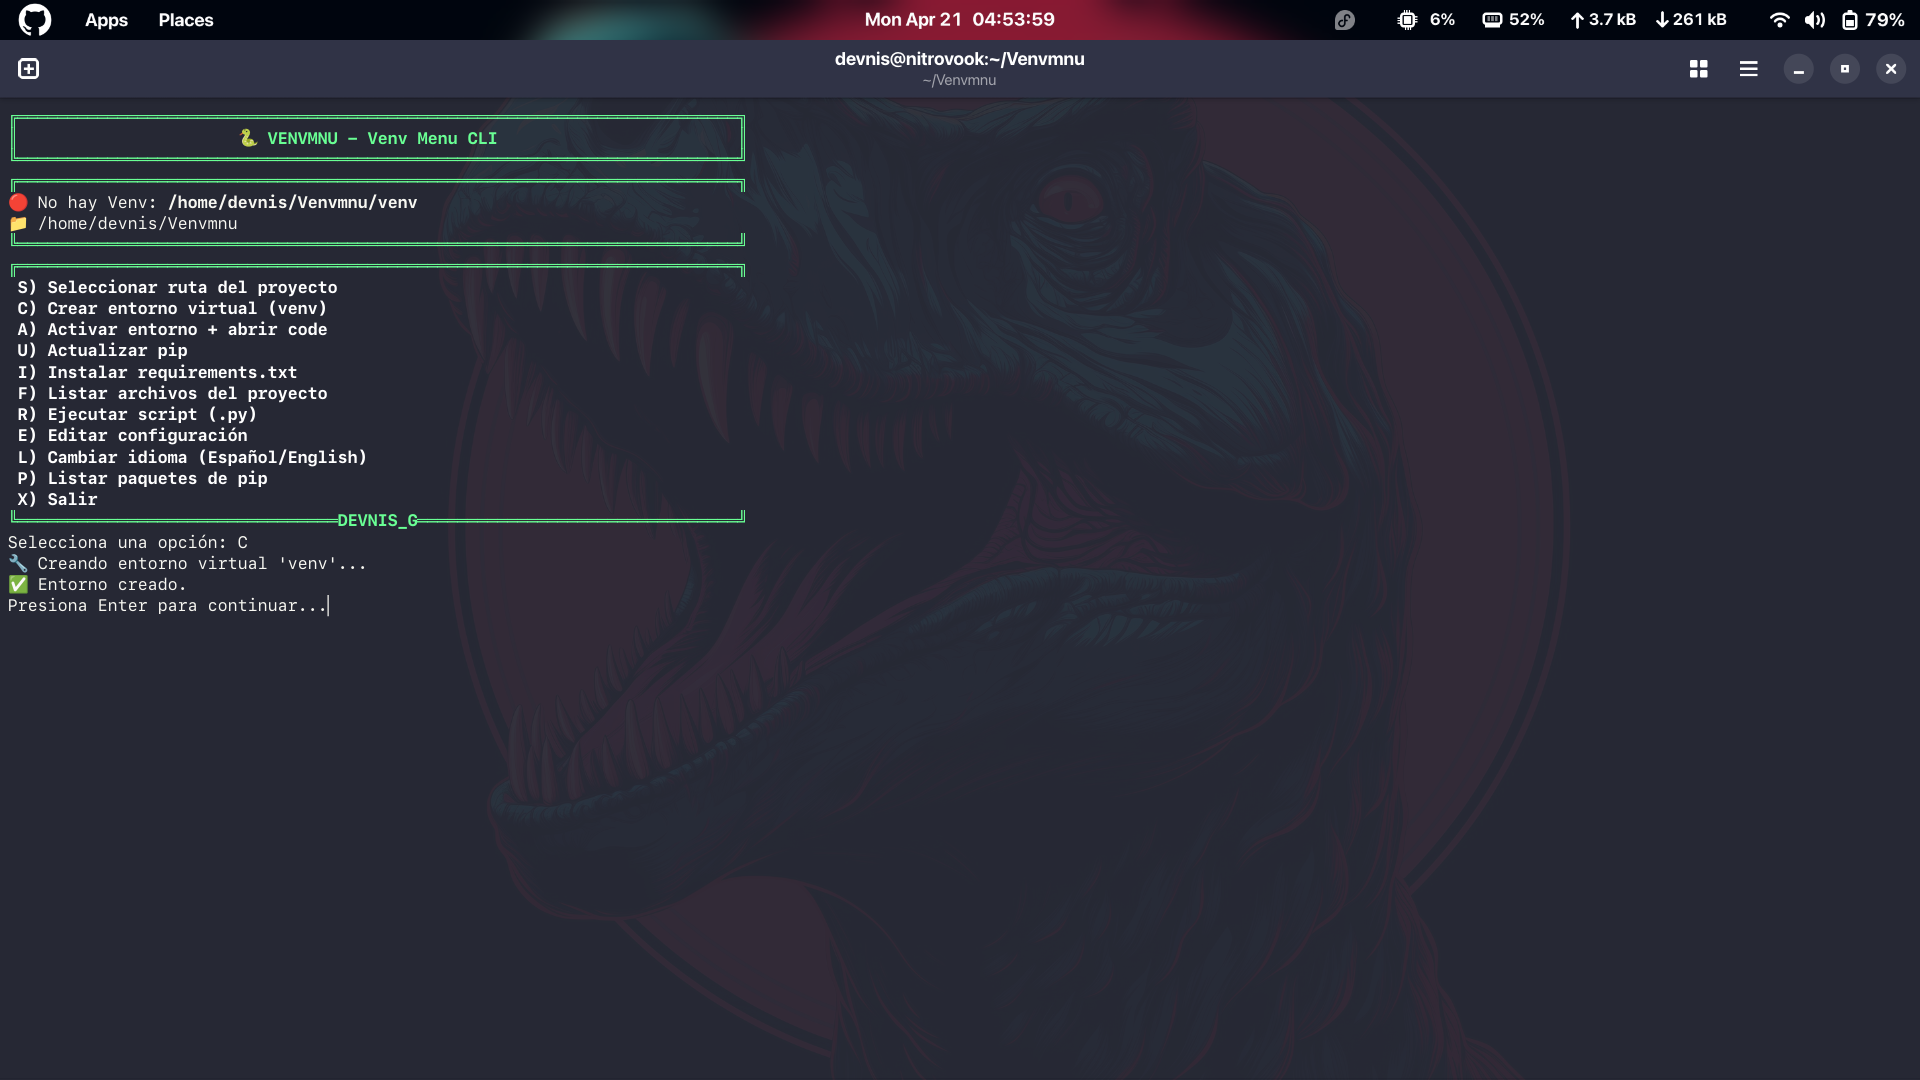 Apps Places Mon Apr 21 04:53:59 6% 52% 3.7 kB 261 kB 79%
devnis@nitrovook:~/Venvmnu
~/Venvmnu
VENVMNU – Venv Menu CLI
No hay Venv: /home/devnis/Venvmnu/venv
/home/devnis/Venvmnu
S) Seleccionar ruta del proyecto
C) Crear entorno virtual (venv)
A) Activar entorno + abrir code
U) Actualizar pip
I) Instalar requirements.txt
F) Listar archivos del proyecto
R) Ejecutar script (.py)
E) Editar configuración
L) Cambiar idioma (Español/English)
P) Listar paquetes de pip
X) Salir
DEVNIS_G
Selecciona una opción: C
Creando entorno virtual 'venv'...
Entorno creado.
Presiona Enter para continuar...